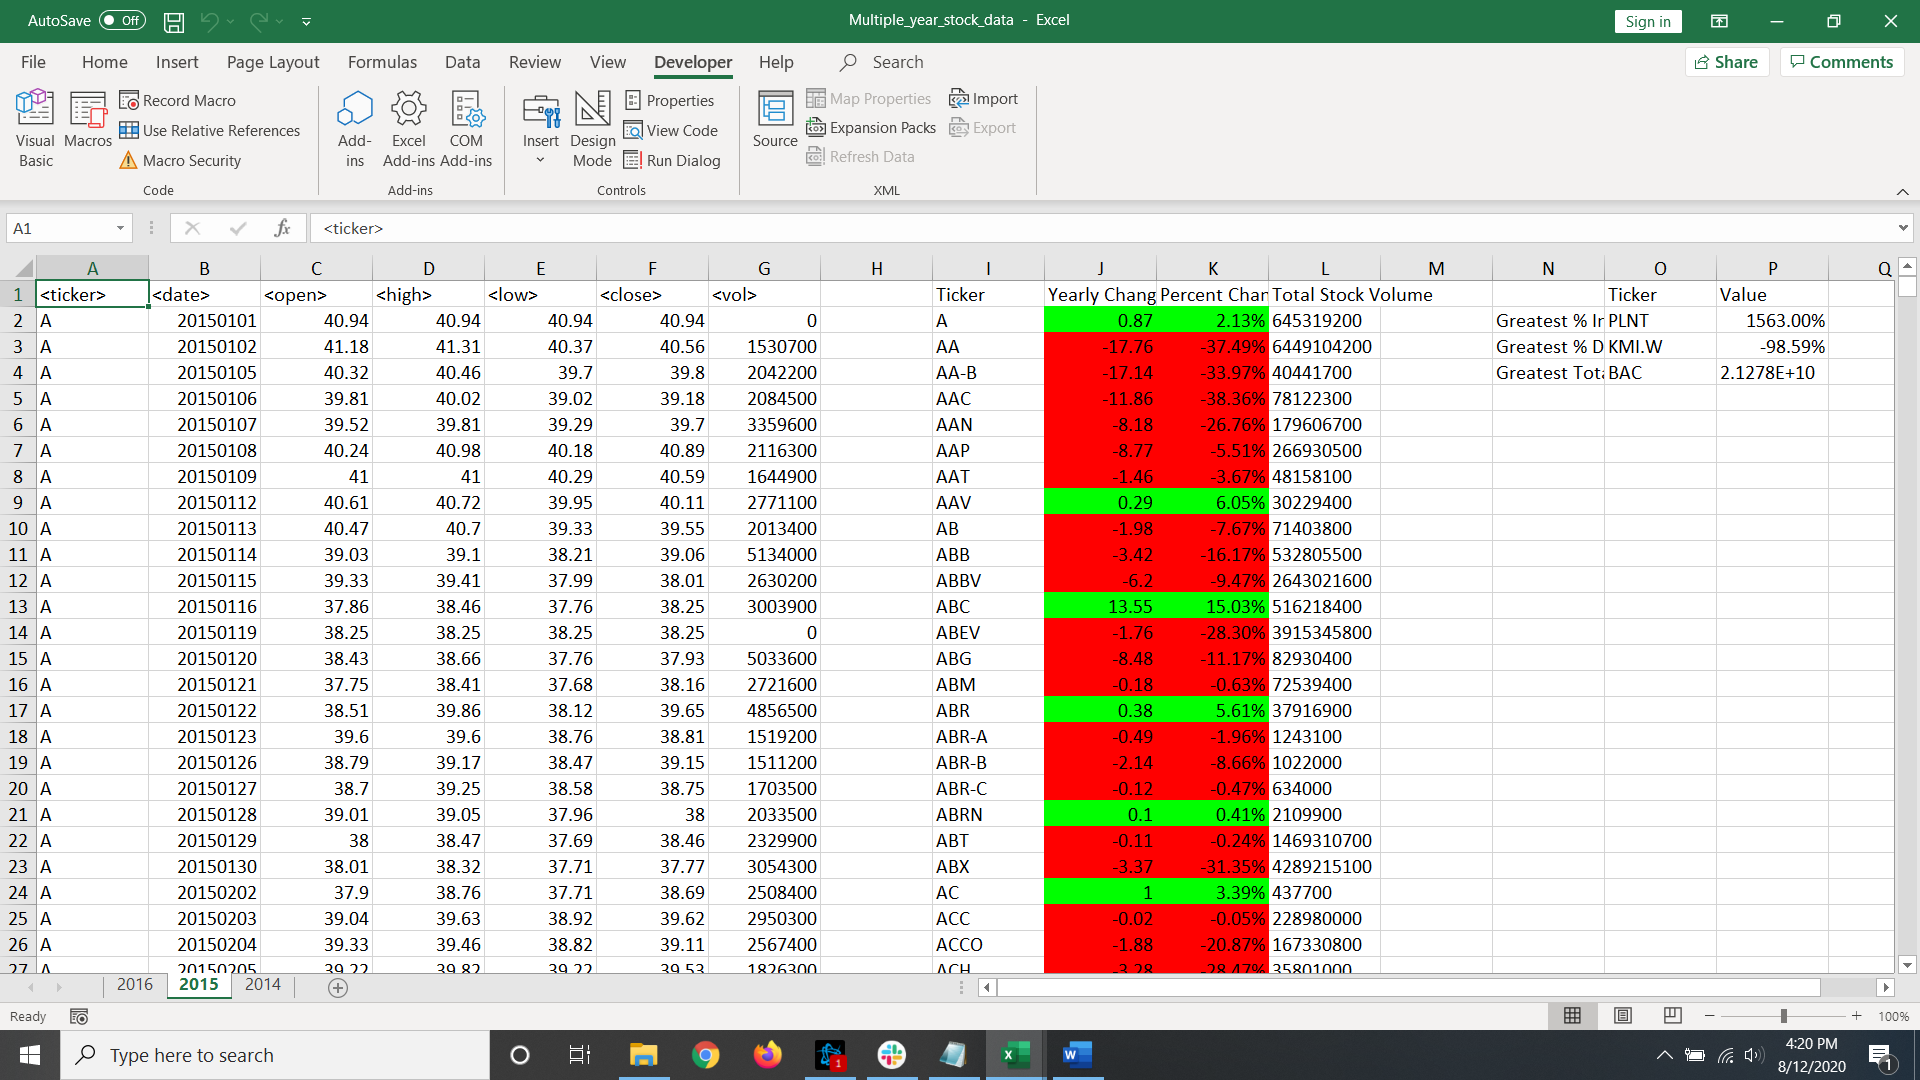 AutoSave Off
Multiple_year_stock_data - Excel
Sign in
File Home Insert Page Layout Formulas Data Review View Developer Help Search
Share Comments
Visual Basic
Macros
Record Macro
Use Relative References
Macro Security
Code
Add-ins
Excel Add-ins
COM Add-ins
Add-ins
Insert
Design Mode
Properties
View Code
Run Dialog
Controls
Source
Map Properties
Expansion Packs
Refresh Data
Import
Export
XML
A1 fx <ticker>
A B C D E F G H I J K L M N O P Q
1 <ticker> <date> <open> <high> <low> <close> <vol> Ticker Yearly Chang Percent Chan Total Stock Volume Ticker Value
2 A 20150101 40.94 40.94 40.94 40.94 0 A 0.87 2.13% 645319200 Greatest % In PLNT 1563.00%
3 A 20150102 41.18 41.31 40.37 40.56 1530700 AA -17.76 -37.49% 6449104200 Greatest % D KMI.W -98.59%
4 A 20150105 40.32 40.46 39.7 39.8 2042200 AA-B -17.14 -33.97% 40441700 Greatest Tota BAC 2.1278E+10
5 A 20150106 39.81 40.02 39.02 39.18 2084500 AAC -11.86 -38.36% 78122300
6 A 20150107 39.52 39.81 39.29 39.7 3359600 AAN -8.18 -26.76% 179606700
7 A 20150108 40.24 40.98 40.18 40.89 2116300 AAP -8.77 -5.51% 266930500
8 A 20150109 41 41 40.29 40.59 1644900 AAT -1.46 -3.67% 48158100
9 A 20150112 40.61 40.72 39.95 40.11 2771100 AAV 0.29 6.05% 30229400
10 A 20150113 40.47 40.7 39.33 39.55 2013400 AB -1.98 -7.67% 71403800
11 A 20150114 39.03 39.1 38.21 39.06 5134000 ABB -3.42 -16.17% 532805500
12 A 20150115 39.33 39.41 37.99 38.01 2630200 ABBV -6.2 -9.47% 2643021600
13 A 20150116 37.86 38.46 37.76 38.25 3003900 ABC 13.55 15.03% 516218400
14 A 20150119 38.25 38.25 38.25 38.25 0 ABEV -1.76 -28.30% 3915345800
15 A 20150120 38.43 38.66 37.76 37.93 5033600 ABG -8.48 -11.17% 82930400
16 A 20150121 37.75 38.41 37.68 38.16 2721600 ABM -0.18 -0.63% 72539400
17 A 20150122 38.51 39.86 38.12 39.65 4856500 ABR 0.38 5.61% 37916900
18 A 20150123 39.6 39.6 38.76 38.81 1519200 ABR-A -0.49 -1.96% 1243100
19 A 20150126 38.79 39.17 38.47 39.15 1511200 ABR-B -2.14 -8.66% 1022000
20 A 20150127 38.7 39.25 38.58 38.75 1703500 ABR-C -0.12 -0.47% 634000
21 A 20150128 39.01 39.05 37.96 38 2033500 ABRN 0.1 0.41% 2109900
22 A 20150129 38 38.47 37.69 38.46 2329900 ABT -0.11 -0.24% 1469310700
23 A 20150130 38.01 38.32 37.71 37.77 3054300 ABX -3.37 -31.35% 4289215100
24 A 20150202 37.9 38.76 37.71 38.69 2508400 AC 1 3.39% 437700
25 A 20150203 39.04 39.63 38.92 39.62 2950300 ACC -0.02 -0.05% 228980000
26 A 20150204 39.33 39.46 38.82 39.11 2567400 ACCO -1.88 -20.87% 167330800
27 A 20150205 39.22 39.82 39.22 39.53 1826300 ACH -3.28 -28.47% 35801000
2016 2015 2014
Ready
100%
Type here to search
1
4:20 PM
8/12/2020
1